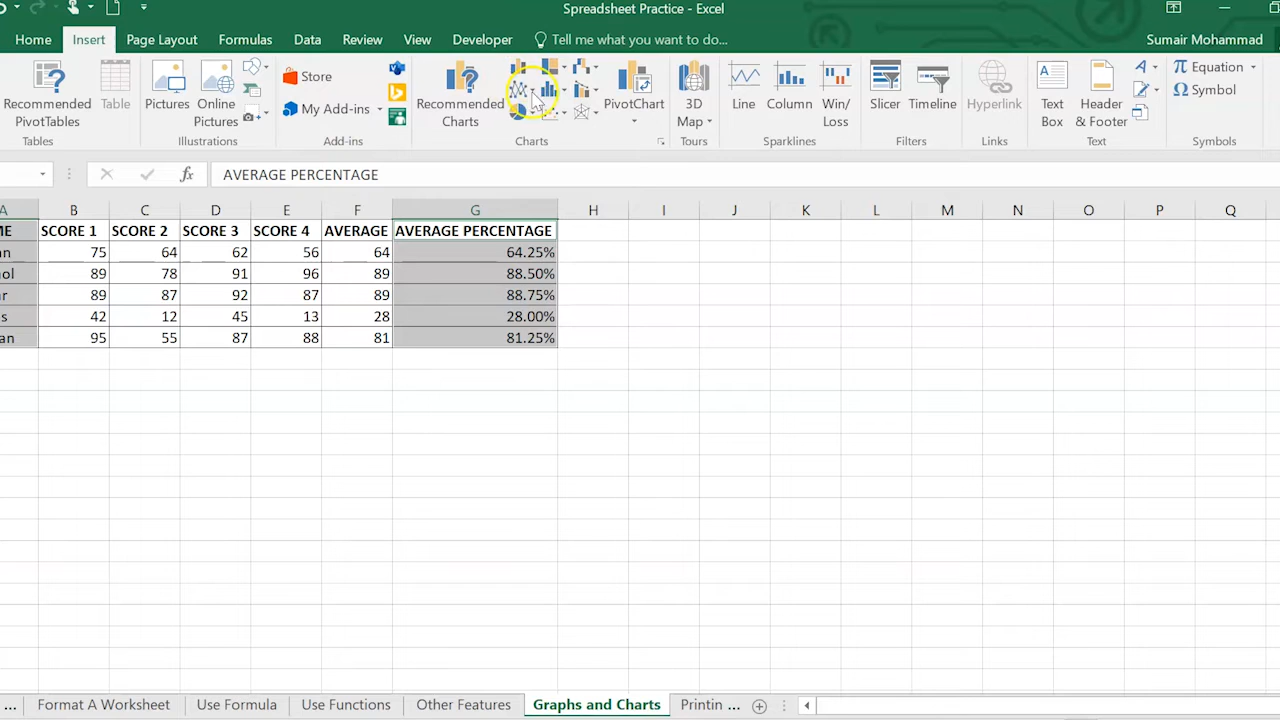 Spreadsheet Practice - Excel
Home Insert Page Layout Formulas Data Review View Developer Tell me what you want to do... Sumair Mohammad
Recommended PivotTables
Table
Pictures
Online Pictures
Store
My Add-ins
Recommended Charts
PivotChart
3D Map
Line
Column
Win/ Loss
Slicer
Timeline
Hyperlink
Text Box
Header & Footer
Equation
Symbol
Tables Illustrations Add-ins Charts Tours Sparklines Filters Links Text Symbols
fx AVERAGE PERCENTAGE
A B C D E F G H I J K L M N O P Q
ME SCORE 1 SCORE 2 SCORE 3 SCORE 4 AVERAGE AVERAGE PERCENTAGE
an 75 64 62 56 64 64.25%
ol 89 78 91 96 89 88.50%
r 89 87 92 87 89 88.75%
s 42 12 45 13 28 28.00%
an 95 55 87 88 81 81.25%
... Format A Worksheet Use Formula Use Functions Other Features Graphs and Charts Printin ...